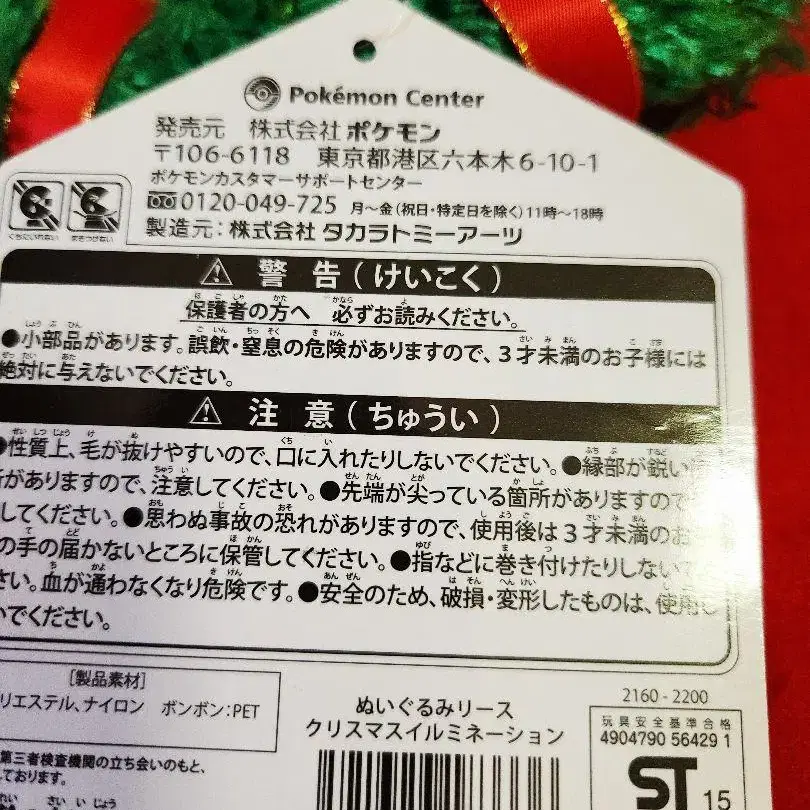 Pokémon Center
発売元　株式会社ポケモン
〒106-6118　東京都港区六本木6-10-1
ポケモンカスタマーサポートセンター
0120-049-725 月～金（祝日・特定日を除く）11時～18時
製造元：株式会社 タカラトミーアーツ
くちにいれない
⚠ 警告（けいこく）
保護者の方へ　必ずお読みください。
●小部品があります。誤飲・窒息の危険がありますので、3才未満のお子様には
絶対に与えないでください。
⚠ 注意（ちゅうい）
●性質上、毛が抜けやすいので、口に入れたりしないでください。●縁部が鋭い
がありますので、注意してください。●先端が尖っている箇所がありますので
してください。●思わぬ事故の恐れがありますので、使用後は3才未満のお
の手の届かないところに保管してください。●指などに巻き付けたりしないで
さい。血が通わなくなり危険です。●安全のため、破損・変形したものは、使用し
いでください。
[製品素材]
リエステル、ナイロン　ボンボン：PET
第三者検査機関の立ち会いのもと、
しております。
ぬいぐるみリース
クリスマスイルミネーション
2160-2200
玩具安全基準合格
4904790 56429 1
ST 15